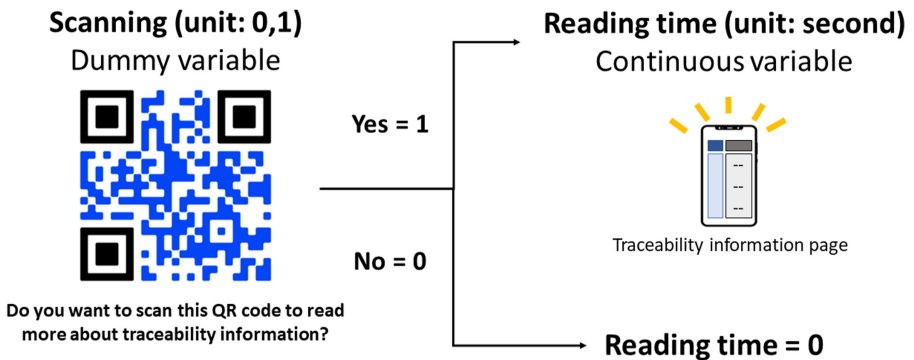 Scanning (unit: 0,1)
Dummy variable
Do you want to scan this QR code to read
more about traceability information?
Yes = 1
No = 0
Reading time (unit: second)
Continuous variable
--
--
--
Traceability information page
Reading time = 0